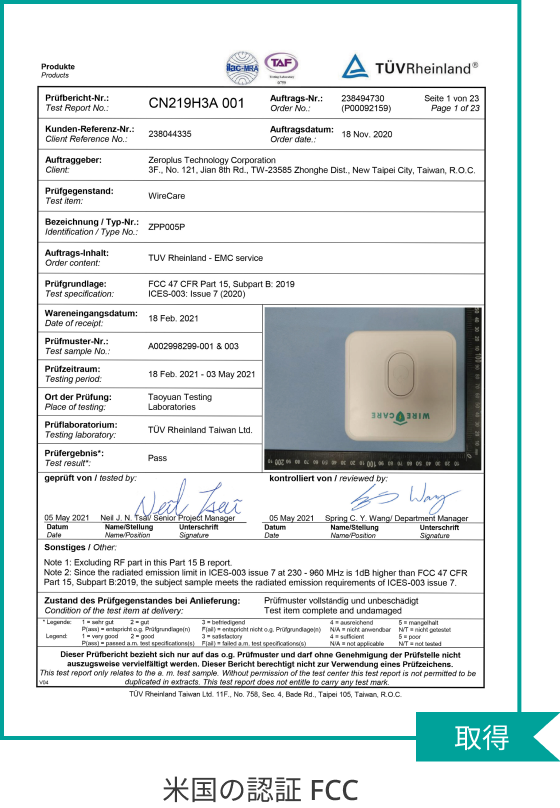 Produkte
Products
ilac-MRA
TAF
TÜVRheinland®
Prüfbericht-Nr.:
Test Report No.:
CN219H3A 001
Auftrags-Nr.:
Order No.:
238494730
(P00092159)
Seite 1 von 23
Page 1 of 23
Kunden-Referenz-Nr.:
Client Reference No.:
238044335
Auftragsdatum:
Order date.:
18 Nov. 2020
Auftraggeber:
Client:
Zeroplus Technology Corporation
3F., No. 121, Jian 8th Rd., TW-23585 Zhonghe Dist., New Taipei City, Taiwan, R.O.C.
Prüfgegenstand:
Test item:
WireCare
Bezeichnung / Typ-Nr.:
Identification / Type No.:
ZPP005P
Auftrags-Inhalt:
Order content:
TUV Rheinland - EMC service
Prüfgrundlage:
Test specification:
FCC 47 CFR Part 15, Subpart B: 2019
ICES-003: Issue 7 (2020)
Wareneingangsdatum:
Date of receipt:
18 Feb. 2021
Prüfmuster-Nr.:
Test sample No.:
A002998299-001 & 003
Prüfzeitraum:
Testing period:
18 Feb. 2021 - 03 May 2021
Ort der Prüfung:
Place of testing:
Taoyuan Testing
Laboratories
Prüflaboratorium:
Testing laboratory:
TÜV Rheinland Taiwan Ltd.
Prüfergebnis*:
Test result*:
Pass
WIRE CARE
geprüft von / tested by:
kontrolliert von / reviewed by:
Neil Tsai
Wang
05 May 2021 Neil J. N. Tsai/ Senior Project Manager
05 May 2021 Spring C. Y. Wang/ Department Manager
Datum Name/Stellung Unterschrift
Date Name/Position Signature
Datum Name/Stellung Unterschrift
Date Name/Position Signature
Sonstiges / Other:
Note 1: Excluding RF part in this Part 15 B report.
Note 2: Since the radiated emission limit in ICES-003 issue 7 at 230 - 960 MHz is 1dB higher than FCC 47 CFR
Part 15, Subpart B:2019, the subject sample meets the radiated emission requirements of ICES-003 issue 7.
Zustand des Prüfgegenstandes bei Anlieferung:
Condition of the test item at delivery:
Prüfmuster vollständig und unbeschädigt
Test item complete and undamaged
* Legende: 1 = sehr gut 2 = gut 3 = befriedigend 4 = ausreichend 5 = mangelhaft
P(ass) = entspricht o.g. Prüfgrundlage(n) F(ail) = entspricht nicht o.g. Prüfgrundlage(n) N/A = nicht anwendbar N/T = nicht getestet
Legend: 1 = very good 2 = good 3 = satisfactory 4 = sufficient 5 = poor
P(ass) = passed a.m. test specifications(s) F(ail) = failed a.m. test specifications(s) N/A = not applicable N/T = not tested
Dieser Prüfbericht bezieht sich nur auf das o.g. Prüfmuster und darf ohne Genehmigung der Prüfstelle nicht
auszugsweise vervielfältigt werden. Dieser Bericht berechtigt nicht zur Verwendung eines Prüfzeichens.
This test report only relates to the a. m. test sample. Without permission of the test center this test report is not permitted to be
duplicated in extracts. This test report does not entitle to carry any test mark.
V04
TÜV Rheinland Taiwan Ltd. 11F., No. 758, Sec. 4, Bade Rd., Taipei 105, Taiwan, R.O.C.
取得
米国の認証 FCC